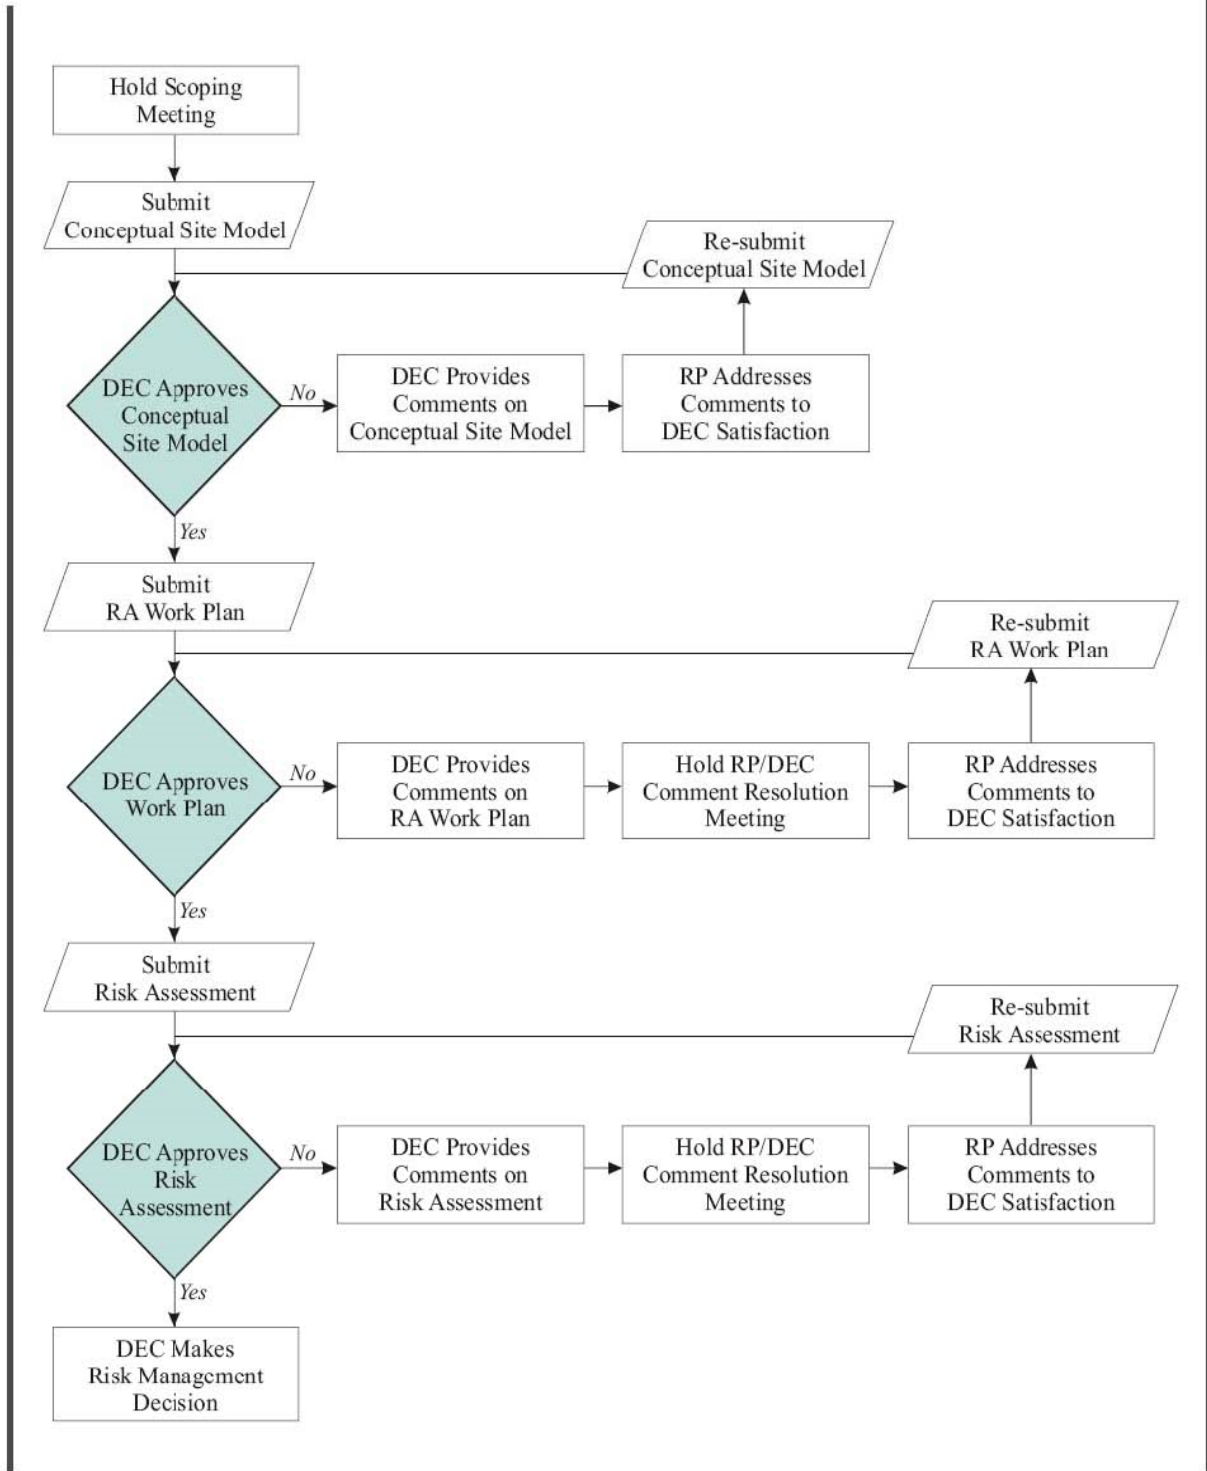 Hold Scoping
Meeting
Submit
Conceptual Site Model
Re-submit
Conceptual Site Model
DEC Approves
Conceptual
Site Model
No
DEC Provides
Comments on
Conceptual Site Model
RP Addresses
Comments to
DEC Satisfaction
Yes
Submit
RA Work Plan
Re-submit
RA Work Plan
DEC Approves
Work Plan
No
DEC Provides
Comments on
RA Work Plan
Hold RP/DEC
Comment Resolution
Meeting
RP Addresses
Comments to
DEC Satisfaction
Yes
Submit
Risk Assessment
Re-submit
Risk Assessment
DEC Approves
Risk
Assessment
No
DEC Provides
Comments on
Risk Assessment
Hold RP/DEC
Comment Resolution
Meeting
RP Addresses
Comments to
DEC Satisfaction
Yes
DEC Makes
Risk Management
Decision